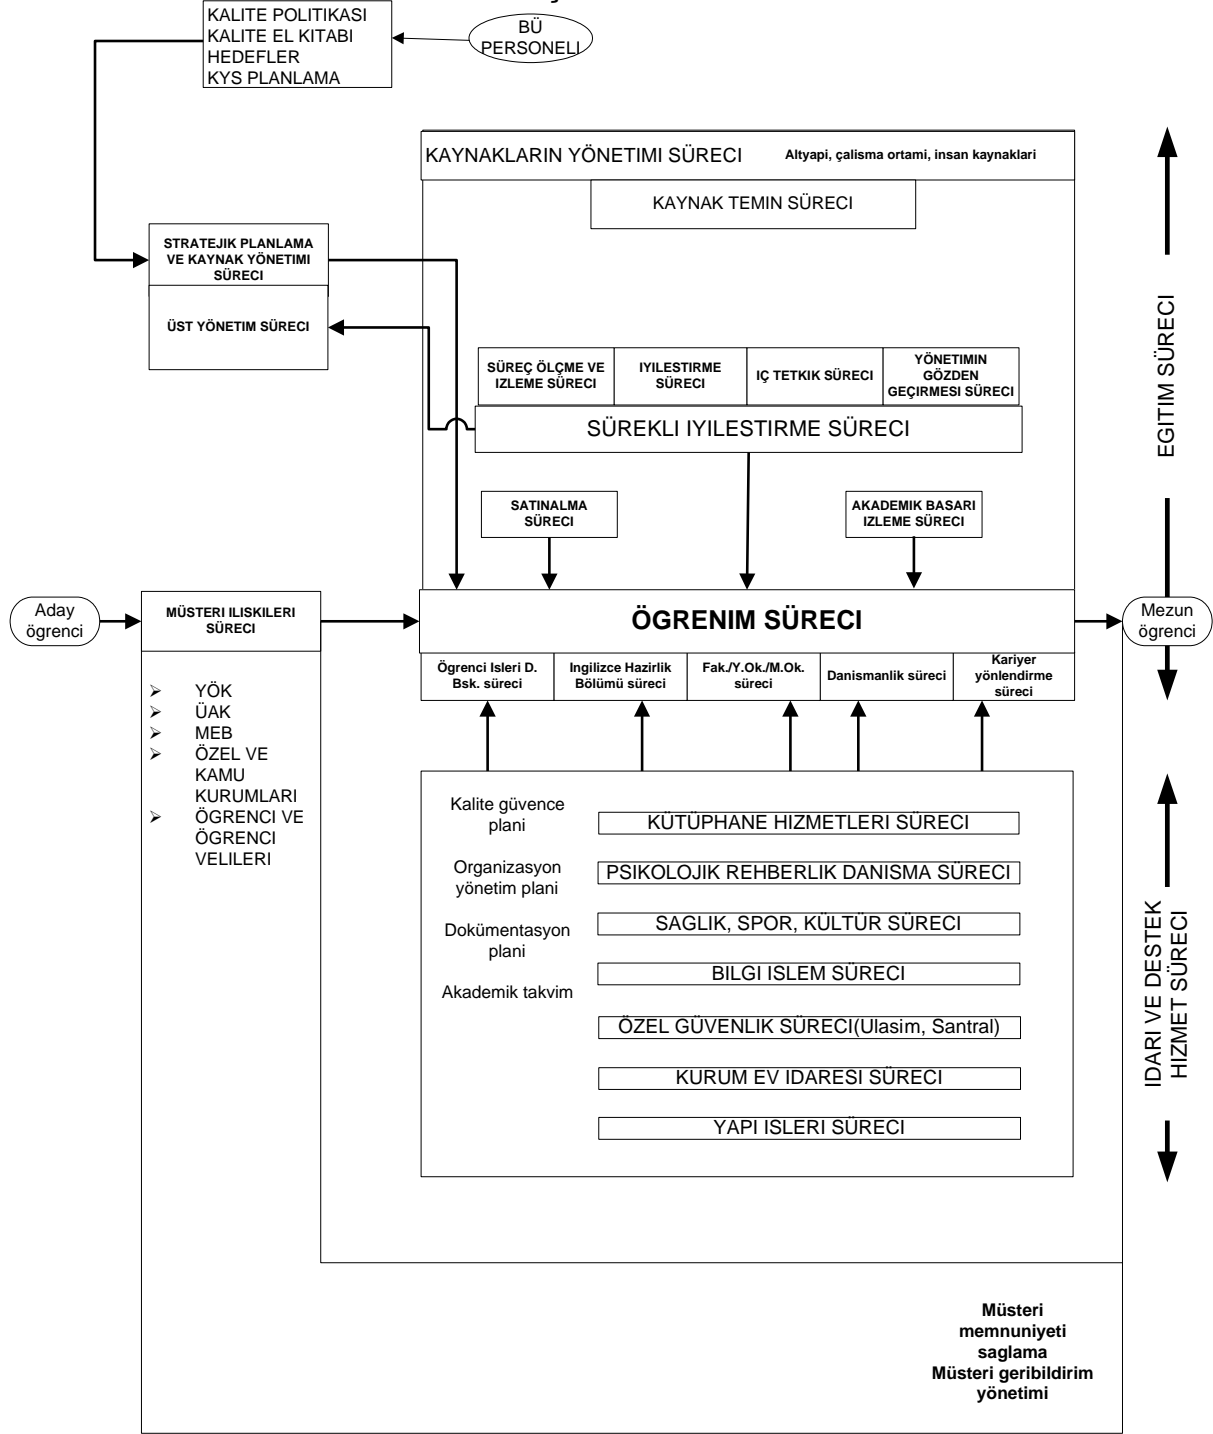 KALITE POLITIKASI
KALITE EL KITABI
HEDEFLER
KYS PLANLAMA
BÜ
PERSONELI
KAYNAKLARIN YÖNETIMI SÜRECI
Altyapi, çalisma ortami, insan kaynaklari
KAYNAK TEMIN SÜRECI
STRATEJIK PLANLAMA
VE KAYNAK YÖNETIMI
SÜRECI
ÜST YÖNETIM SÜRECI
SÜREÇ ÖLÇME VE
IZLEME SÜRECI
IYILESTIRME
SÜRECI
IÇ TETKIK SÜRECI
YÖNETIMIN
GÖZDEN
GEÇIRMESI SÜRECI
SÜREKLI IYILESTIRME SÜRECI
SATINALMA
SÜRECI
AKADEMIK BASARI
IZLEME SÜRECI
EGITIM SÜRECI
Aday
ögrenci
MÜSTERI ILISKILERI
SÜRECI
ÖGRENIM SÜRECI
Mezun
ögrenci
Ögrenci Isleri D.
Bsk. süreci
Ingilizce Hazirlik
Bölümü süreci
Fak./Y.Ok./M.Ok.
süreci
Danismanlik süreci
Kariyer
yönlendirme
süreci
YÖK
ÜAK
MEB
ÖZEL VE
KAMU
KURUMLARI
ÖGRENCI VE
ÖGRENCI
VELILERI
Kalite güvence
plani
Organizasyon
yönetim plani
Dokümentasyon
plani
Akademik takvim
KÜTÜPHANE HIZMETLERI SÜRECI
PSIKOLOJIK REHBERLIK DANISMA SÜRECI
SAGLIK, SPOR, KÜLTÜR SÜRECI
BILGI ISLEM SÜRECI
ÖZEL GÜVENLIK SÜRECI(Ulasim, Santral)
KURUM EV IDARESI SÜRECI
YAPI ISLERI SÜRECI
IDARI VE DESTEK
HIZMET SÜRECI
Müsteri
memnuniyeti
saglama
Müsteri geribildirim
yönetimi